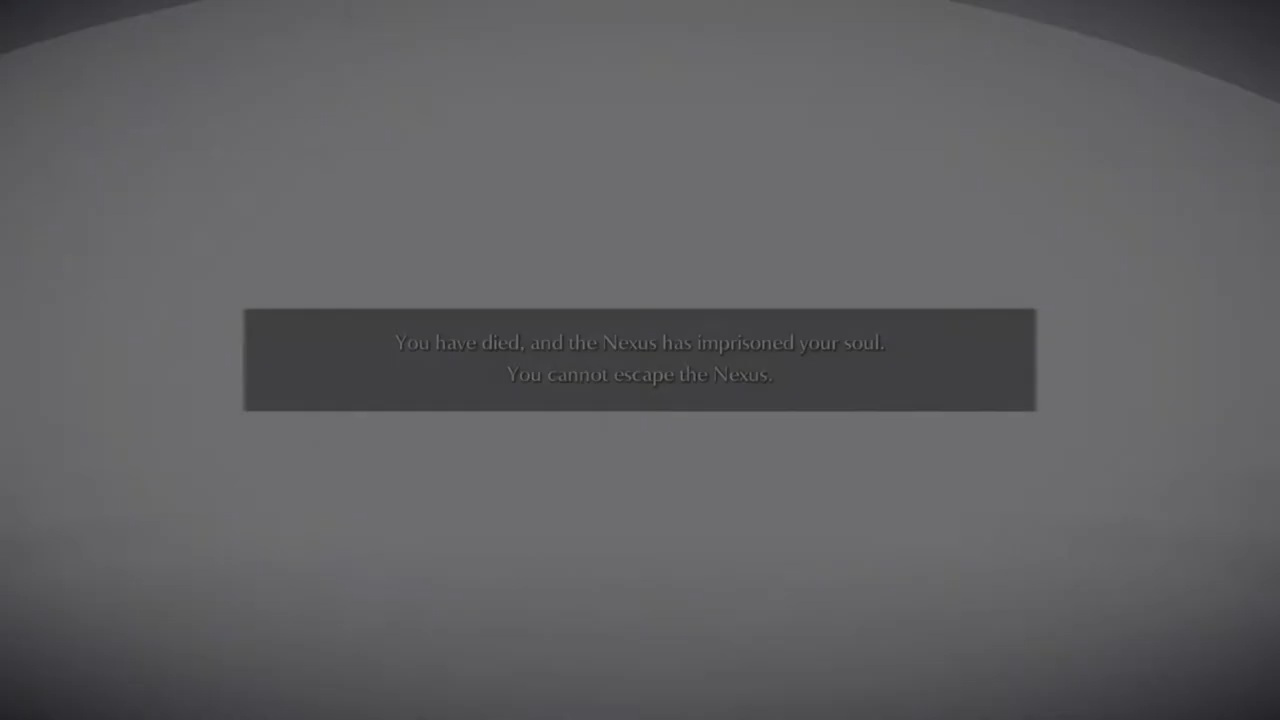 You have died, and the Nexus has imprisoned your soul.
You cannot escape the Nexus.